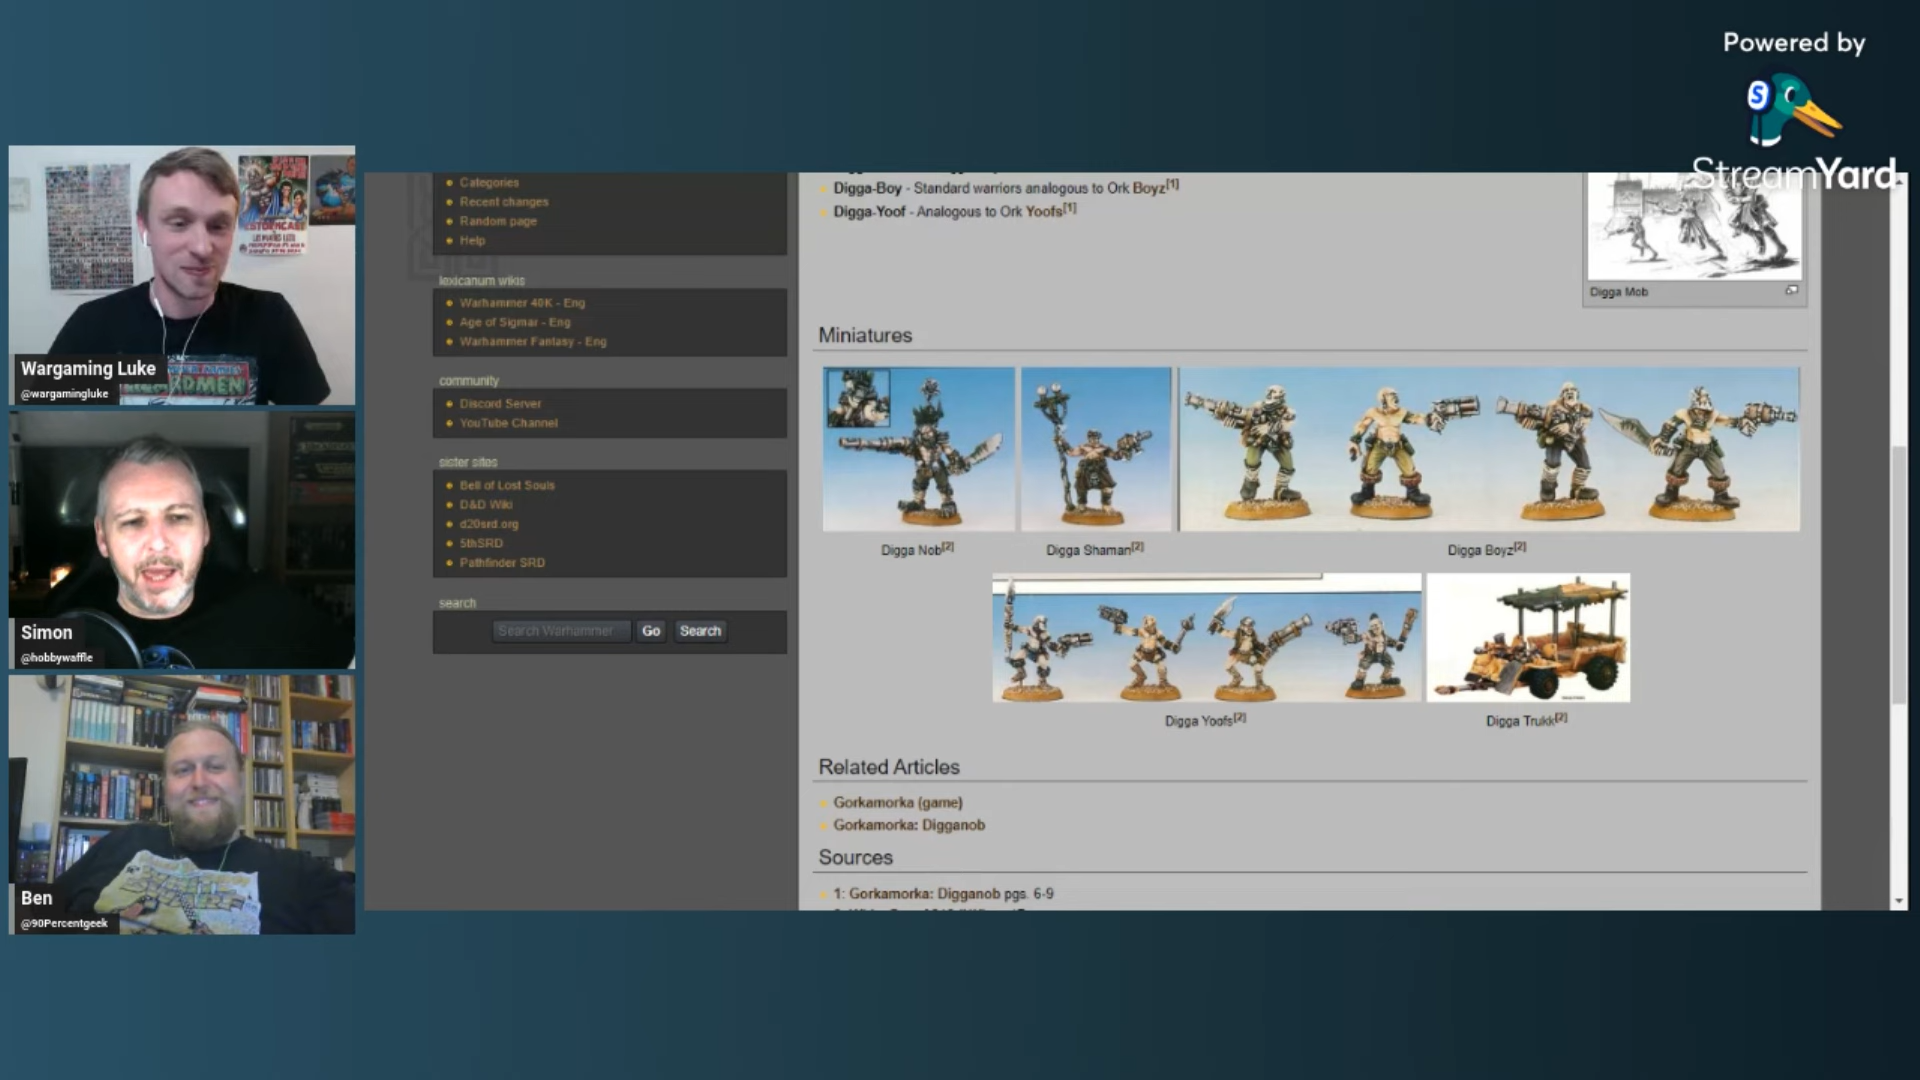 Powered by
StreamYard
Wargaming Luke
@wargamingluke
Simon
@hobbywaffle
Ben
@90Percentgeek
Categories
Recent changes
Random page
Help
lexicanum wikis
Warhammer 40K - Eng
Age of Sigmar - Eng
Warhammer Fantasy - Eng
community
Discord Server
YouTube Channel
sister sites
Bell of Lost Souls
D&D Wiki
d20srd.org
5thSRD
Pathfinder SRD
search
Search Warhammer
Go
Search
Digga-Boy - Standard warriors analogous to Ork Boyz[1]
Digga-Yoof - Analogous to Ork Yoofs[1]
Digga Mob
Miniatures
Digga Nob[2]
Digga Shaman[2]
Digga Boyz[2]
Digga Yoofs[2]
Digga Trukk[2]
Related Articles
Gorkamorka (game)
Gorkamorka: Digganob
Sources
1: Gorkamorka: Digganob pgs. 6-9